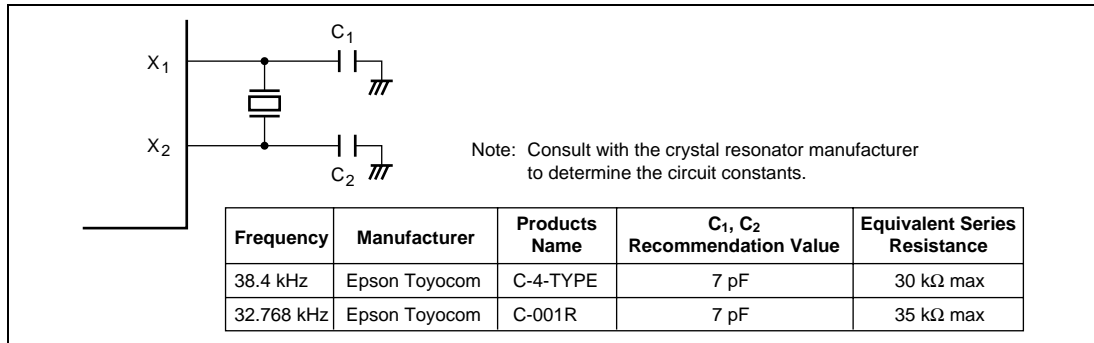 C1
X1
X2
C2
Note: Consult with the crystal resonator manufacturer
to determine the circuit constants.
Frequency Manufacturer Products Name C1, C2 Recommendation Value Equivalent Series Resistance
38.4 kHz Epson Toyocom C-4-TYPE 7 pF 30 kΩ max
32.768 kHz Epson Toyocom C-001R 7 pF 35 kΩ max